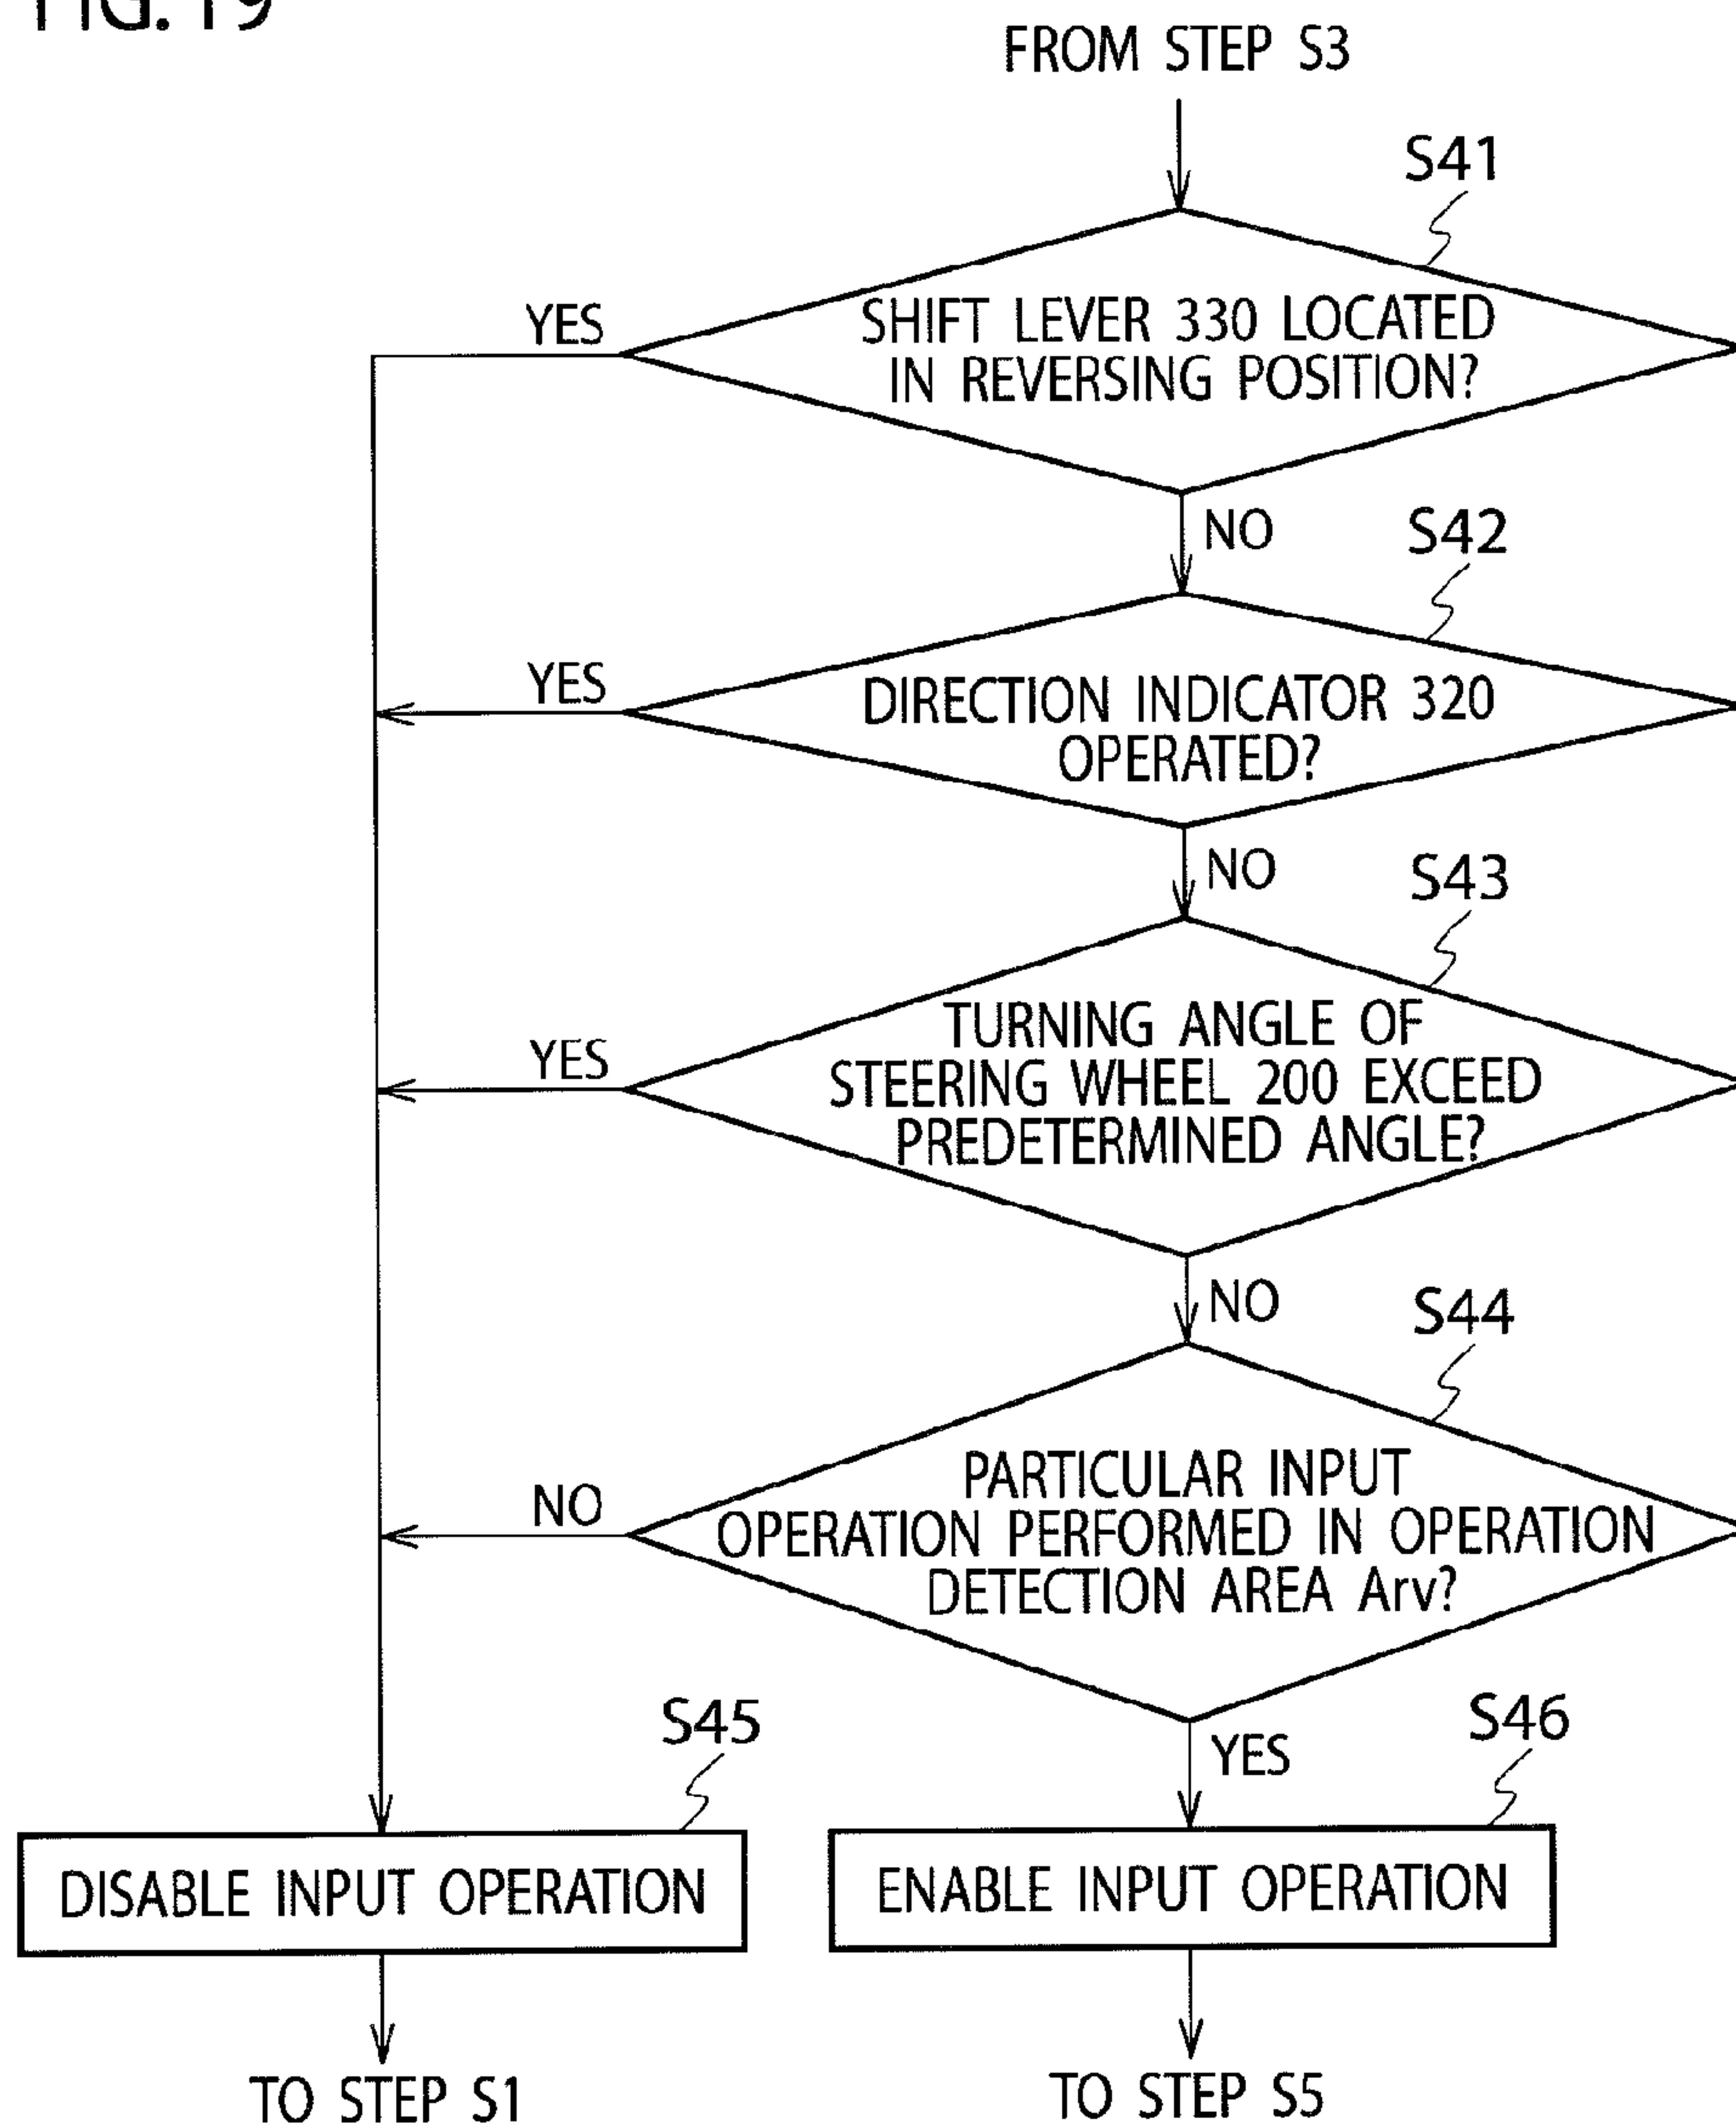 FIG. 19
FROM STEP S3
S41
YES
SHIFT LEVER 330 LOCATED
IN REVERSING POSITION?
NO
S42
YES
DIRECTION INDICATOR 320
OPERATED?
NO
S43
YES
TURNING ANGLE OF
STEERING WHEEL 200 EXCEED
PREDETERMINED ANGLE?
NO
S44
NO
PARTICULAR INPUT
OPERATION PERFORMED IN OPERATION
DETECTION AREA Arv?
YES
S45
S46
DISABLE INPUT OPERATION
ENABLE INPUT OPERATION
TO STEP S1
TO STEP S5